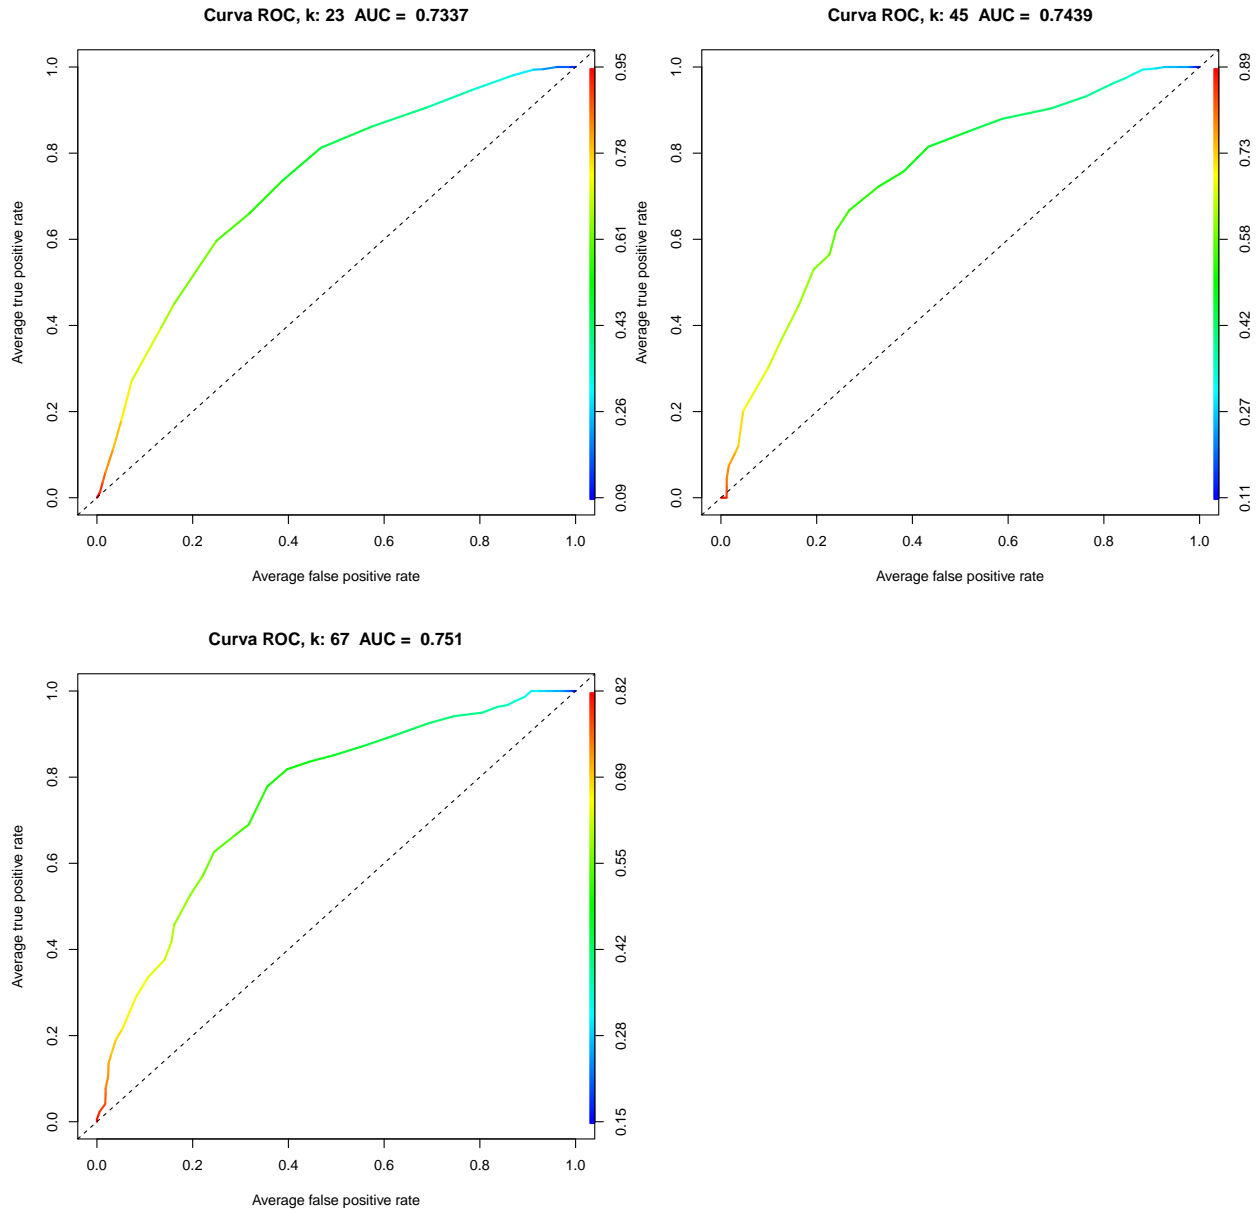 Curva ROC, k: 23 AUC = 0.7337
Average true positive rate
0.0 0.2 0.4 0.6 0.8 1.0
0.09 0.26 0.43 0.61 0.78 0.95
0.0 0.2 0.4 0.6 0.8 1.0
Average false positive rate
Curva ROC, k: 45 AUC = 0.7439
Average true positive rate
0.0 0.2 0.4 0.6 0.8 1.0
0.11 0.27 0.42 0.58 0.73 0.89
0.0 0.2 0.4 0.6 0.8 1.0
Average false positive rate
Curva ROC, k: 67 AUC = 0.751
Average true positive rate
0.0 0.2 0.4 0.6 0.8 1.0
0.15 0.28 0.42 0.55 0.69 0.82
0.0 0.2 0.4 0.6 0.8 1.0
Average false positive rate